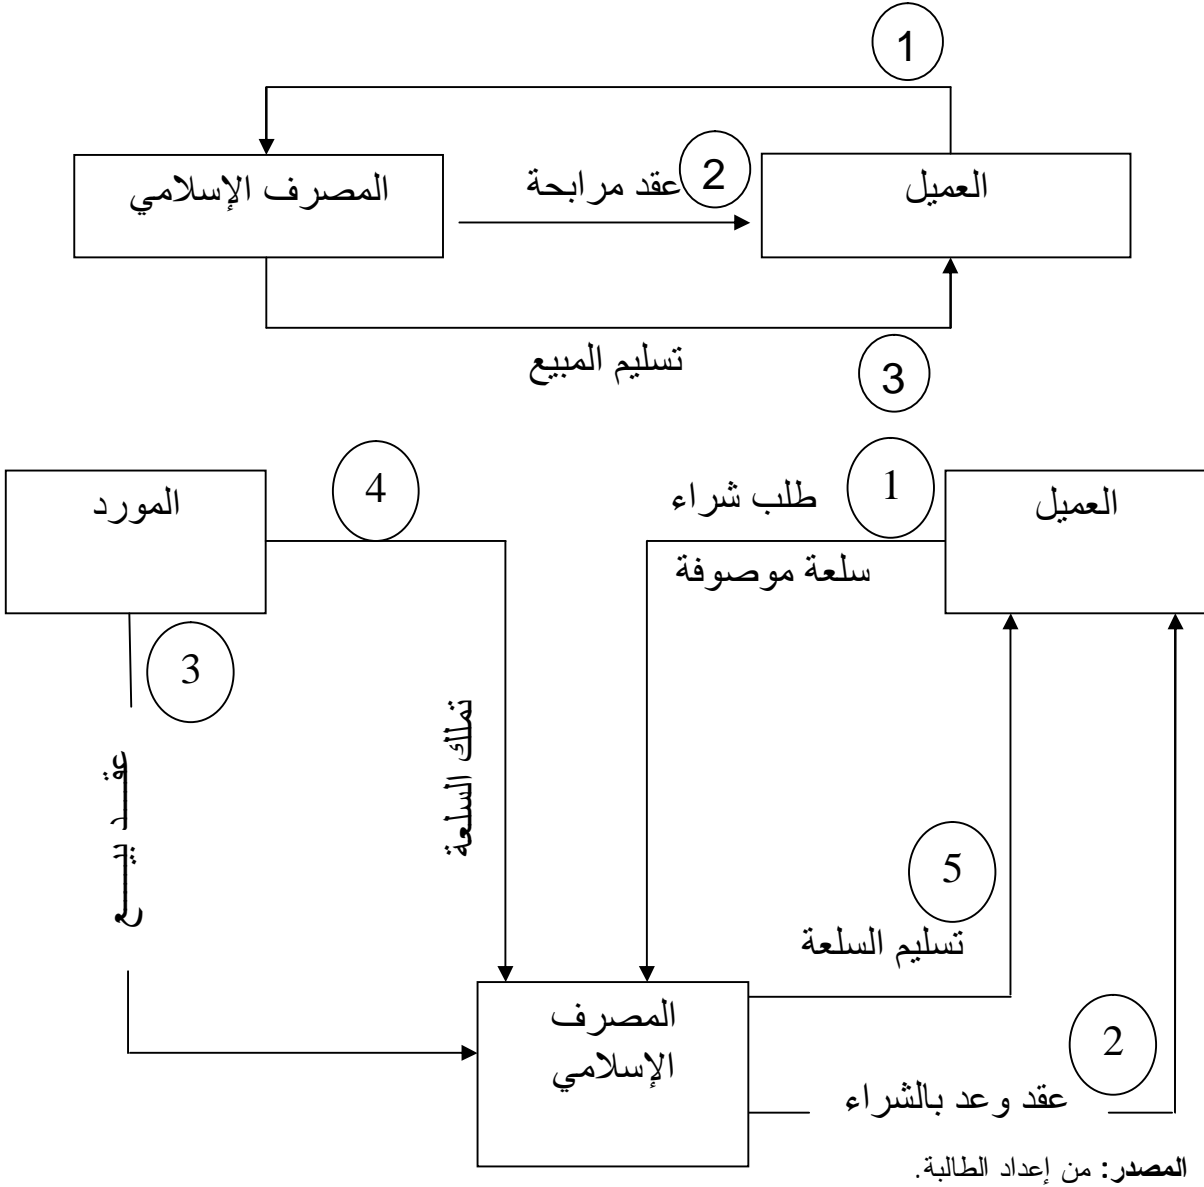 1
المصرف الإسلامي
عقد مرابحة
2
العميل
تسليم المبيع
3
العميل
1
طلب شراء
سلعة موصوفة
4
المورد
3
عقد بيع
تملك السلعة
5
تسليم السلعة
المصرف
الإسلامي
2
عقد وعد بالشراء
المصدر: من إعداد الطالبة.